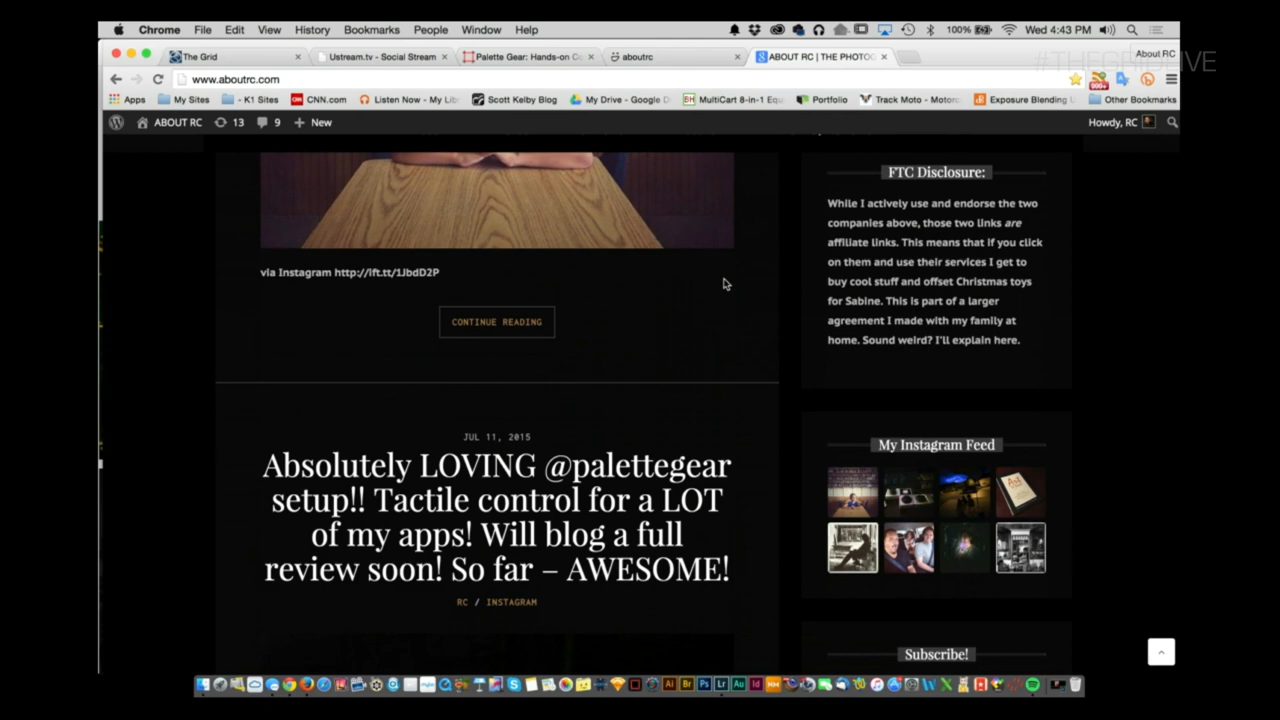 Chrome File Edit View History Bookmarks People Window Help 100% Wed 4:43 PM
#THEGRIDLIVE
The Grid Ustream.tv - Social Stream Palette Gear: Hands-on Co aboutrc ABOUT RC | THE PHOTOG About RC
www.aboutrc.com
Apps My Sites - K1 Sites CNN.com Listen Now - My Lib Scott Kelby Blog My Drive - Google D MultiCart 8-in-1 Equ Portfolio Track Moto - Motorc Exposure Blending Other Bookmarks
ABOUT RC 13 9 New Howdy, RC
via Instagram http://ift.tt/1JbdD2P
CONTINUE READING
JUL 11, 2015
Absolutely LOVING @palettegear
setup!! Tactile control for a LOT
of my apps! Will blog a full
review soon! So far – AWESOME!
RC / INSTAGRAM
FTC Disclosure:
While I actively use and endorse the two
companies above, those two links are
affiliate links. This means that if you click
on them and use their services I get to
buy cool stuff and offset Christmas toys
for Sabine. This is part of a larger
agreement I made with my family at
home. Sound weird? I'll explain here.
My Instagram Feed
Subscribe!